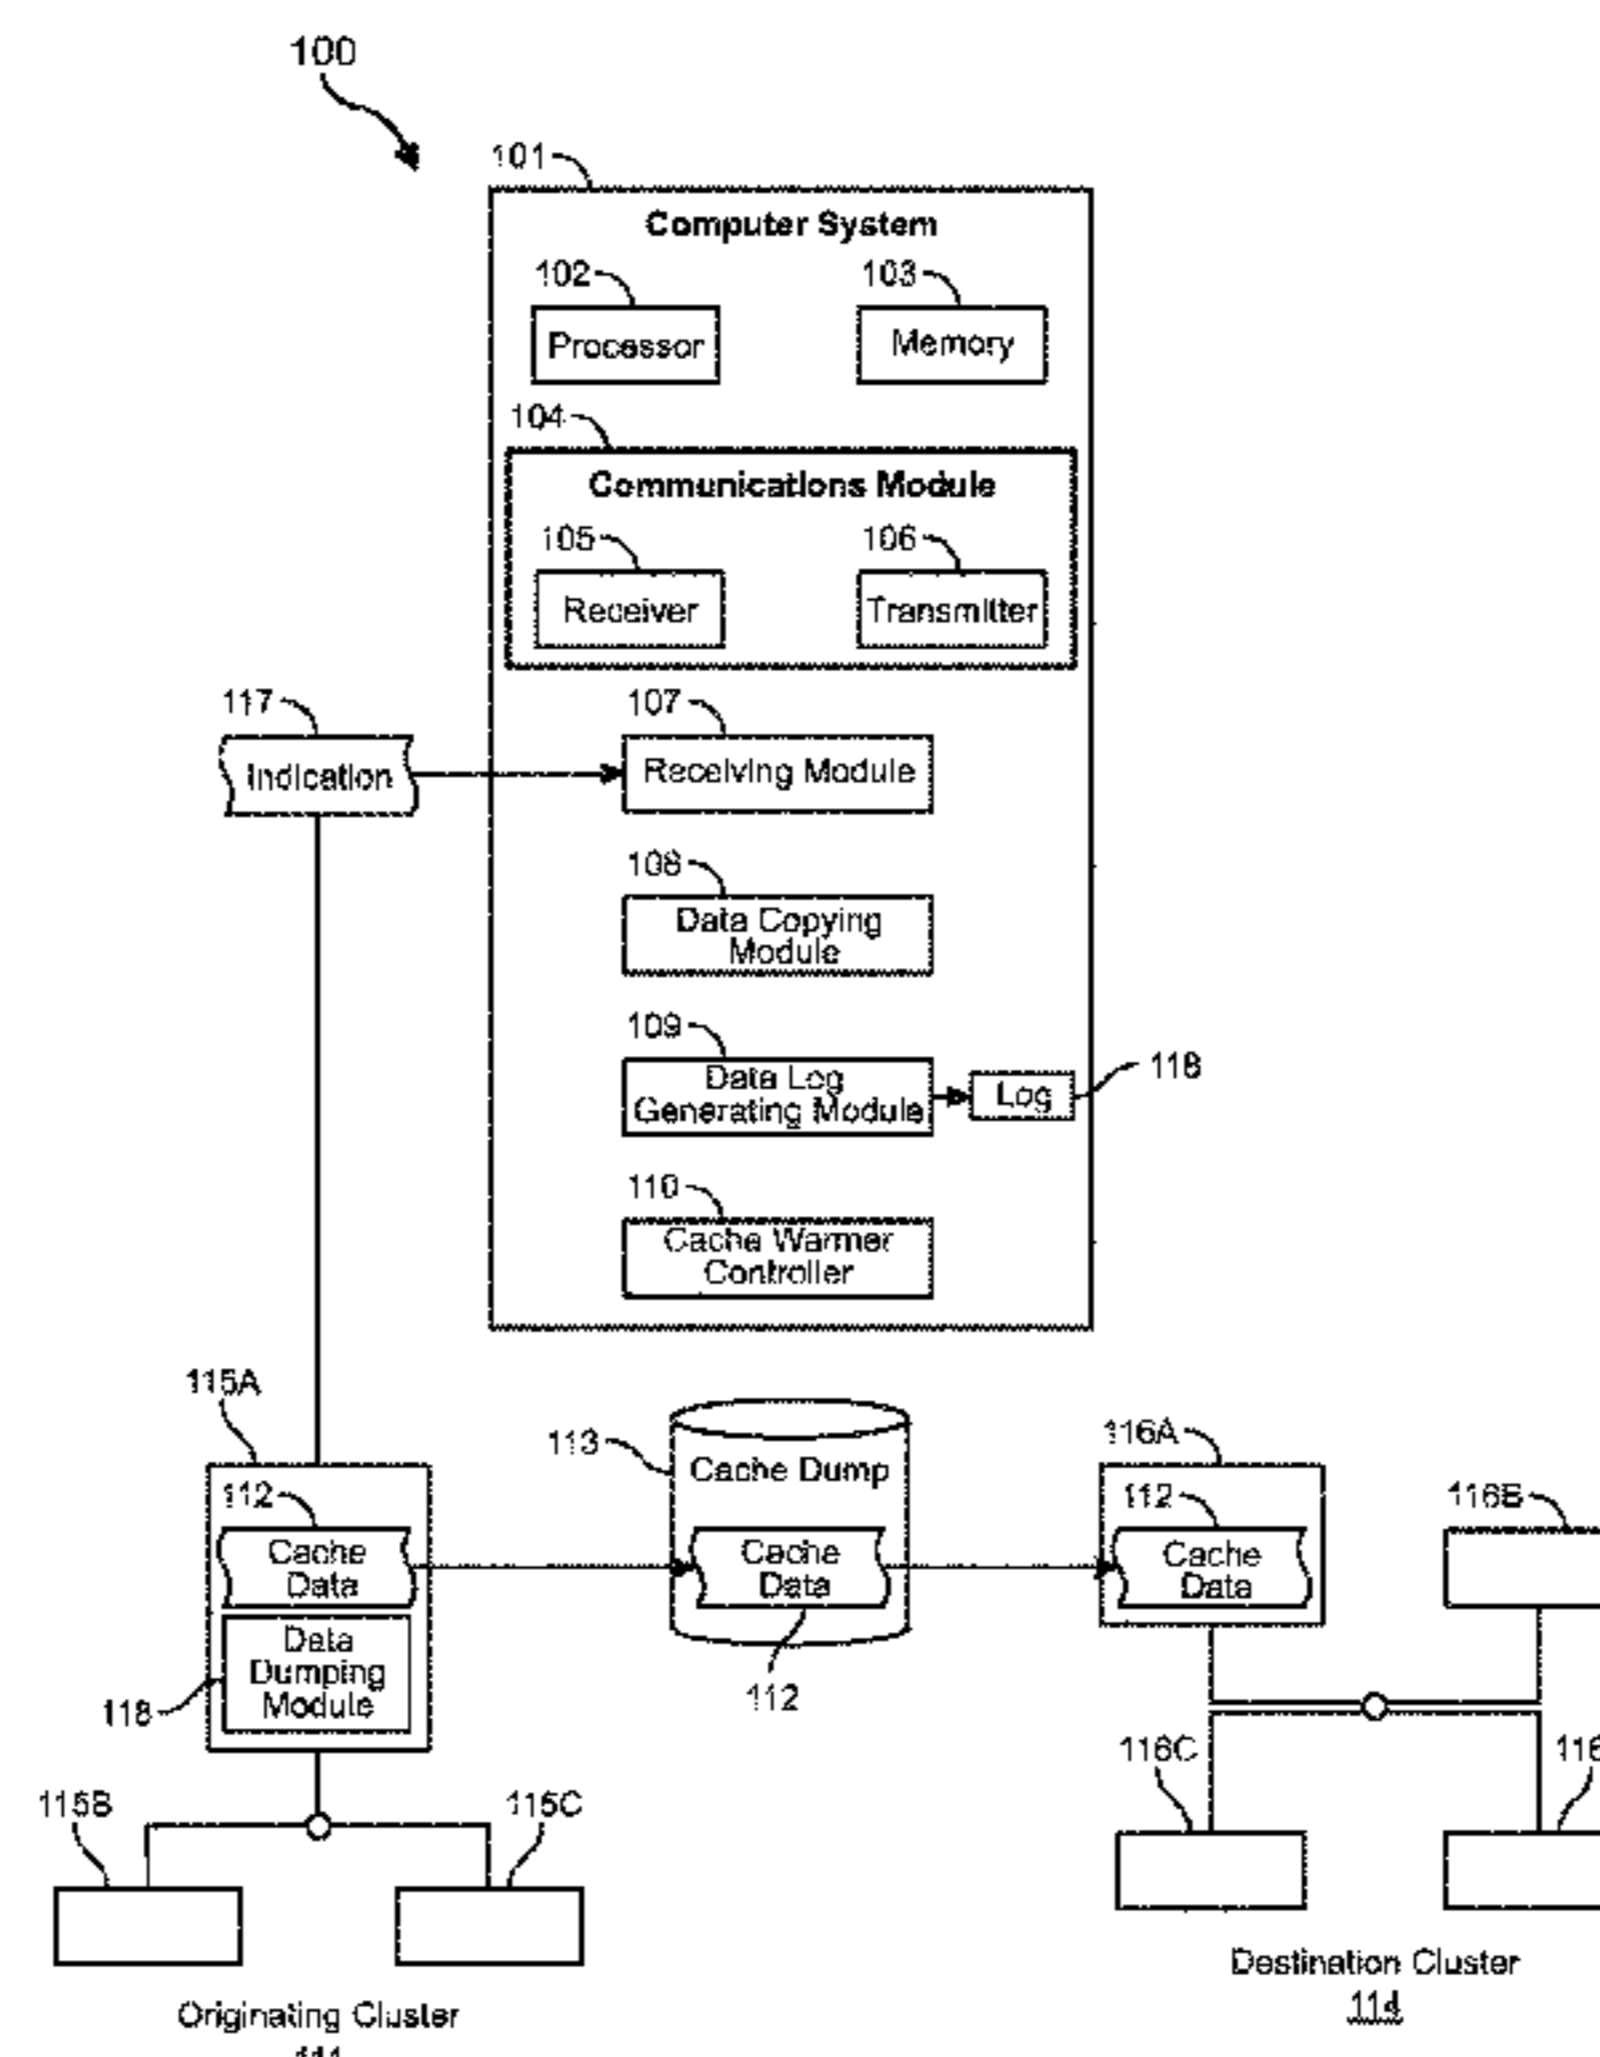 100
101
Computer System
102
103
Processor
Memory
104
Communications Module
105
106
Receiver
Transmitter
117
107
Indication
Receiving Module
108
Data Copying
Module
109
118
Data Log
Generating Module
Log
110
Cache Warmer
Controller
115A
113
Cache Dump
116A
112
112
116B
Cache
Data
Cache
Data
Cache
Data
Data
Dumping
Module
118
112
116C
115B
115C
Destination Cluster
114
Originating Cluster